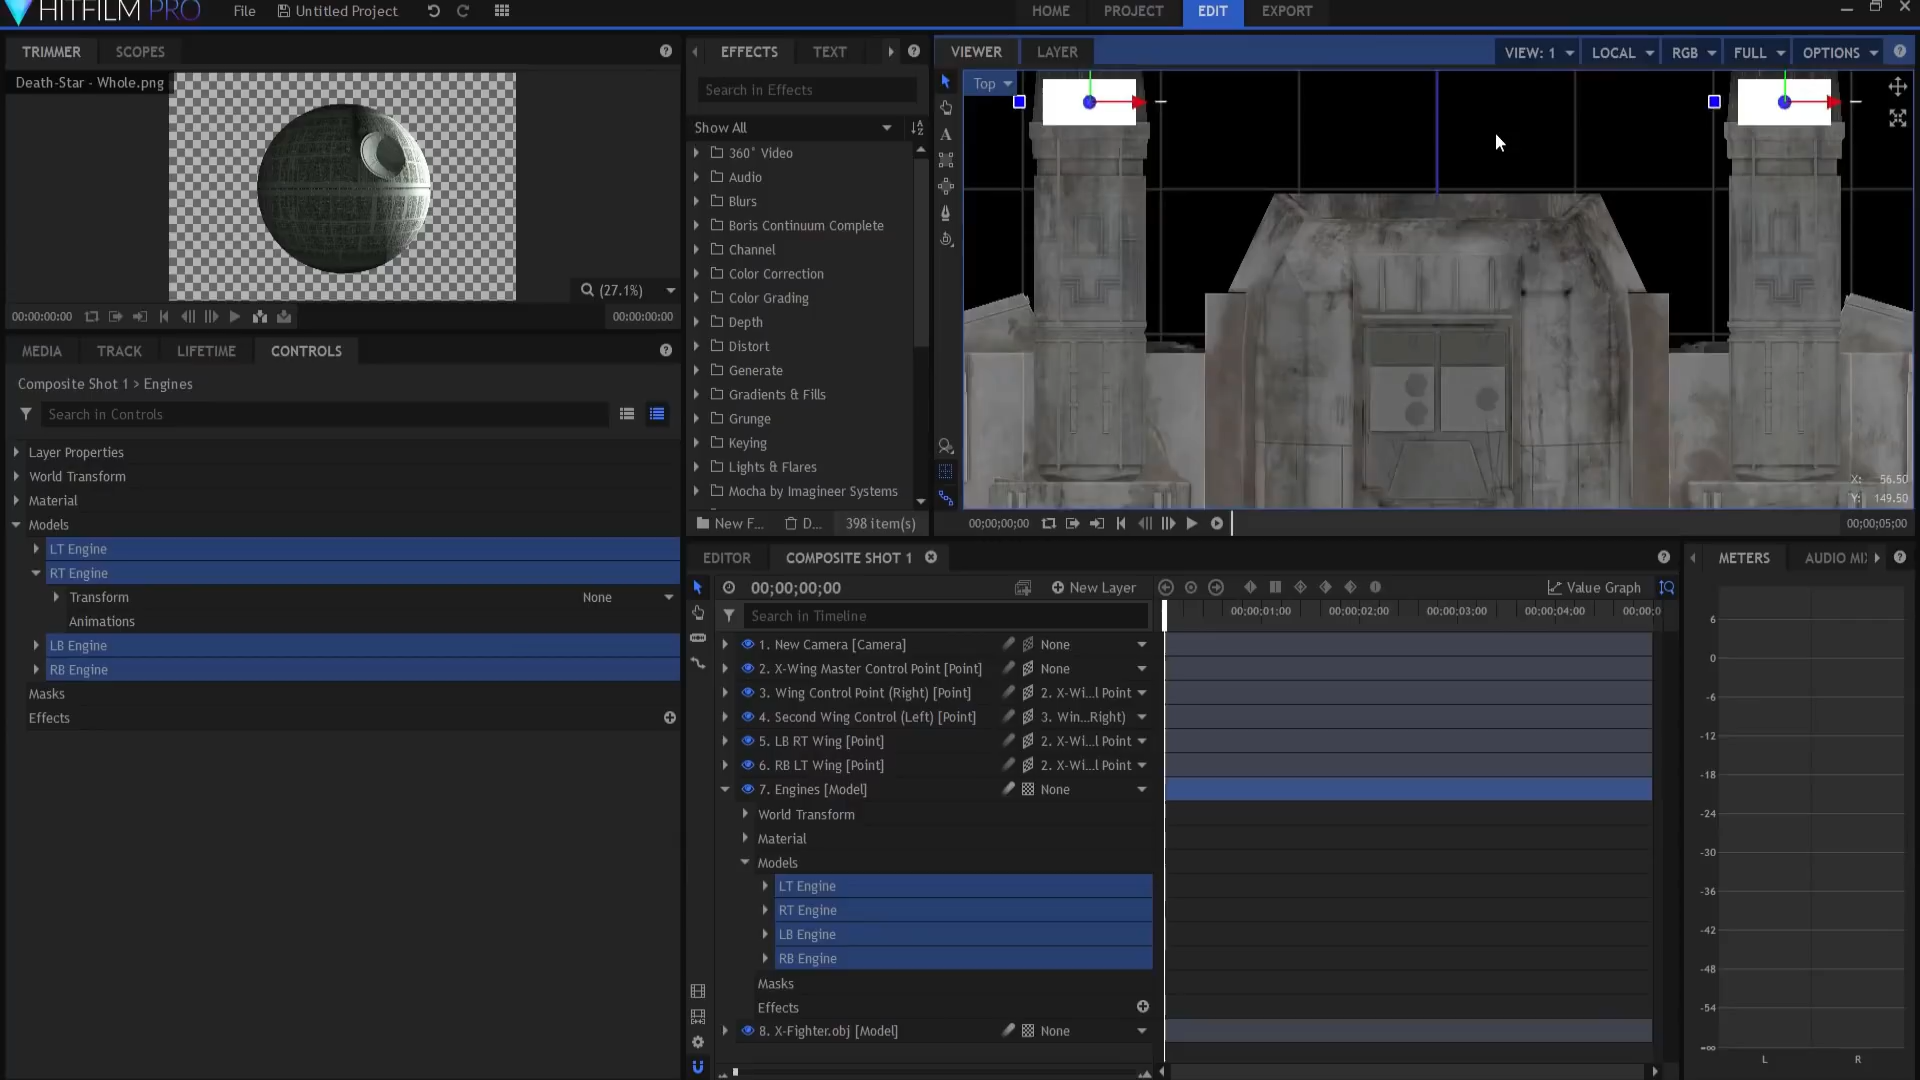 HITFILM PRO
File
Untitled Project
HOME
PROJECT
EDIT
EXPORT
TRIMMER
SCOPES
Death-Star - Whole.png
(27.1%)
00:00:00:00
00:00:00:00
MEDIA
TRACK
LIFETIME
CONTROLS
Composite Shot 1 > Engines
Search in Controls
Layer Properties
World Transform
Material
Models
LT Engine
RT Engine
Transform
None
Animations
LB Engine
RB Engine
Masks
Effects
EFFECTS
TEXT
Search in Effects
Show All
360° Video
Audio
Blurs
Boris Continuum Complete
Channel
Color Correction
Color Grading
Depth
Distort
Generate
Gradients & Fills
Grunge
Keying
Lights & Flares
Mocha by Imagineer Systems
New F...
D...
398 item(s)
VIEWER
LAYER
VIEW: 1
LOCAL
RGB
FULL
OPTIONS
Top
X: 56.50
Y: 149.50
00;00;00;00
00;00;05;00
EDITOR
COMPOSITE SHOT 1
00;00;00;00
New Layer
Value Graph
Search in Timeline
00;00;01;00
00;00;02;00
00;00;03;00
00;00;04;00
00;00;0
1. New Camera [Camera]
None
2. X-Wing Master Control Point [Point]
None
3. Wing Control Point (Right) [Point]
2. X-Wi...l Point
4. Second Wing Control (Left) [Point]
3. Win...Right)
5. LB RT Wing [Point]
2. X-Wi...l Point
6. RB LT Wing [Point]
2. X-Wi...l Point
7. Engines [Model]
None
World Transform
Material
Models
LT Engine
RT Engine
LB Engine
RB Engine
Masks
Effects
8. X-Fighter.obj [Model]
None
METERS
AUDIO MI
6
0
-6
-12
-18
-24
-30
-36
-42
-48
-54
-∞
L
R